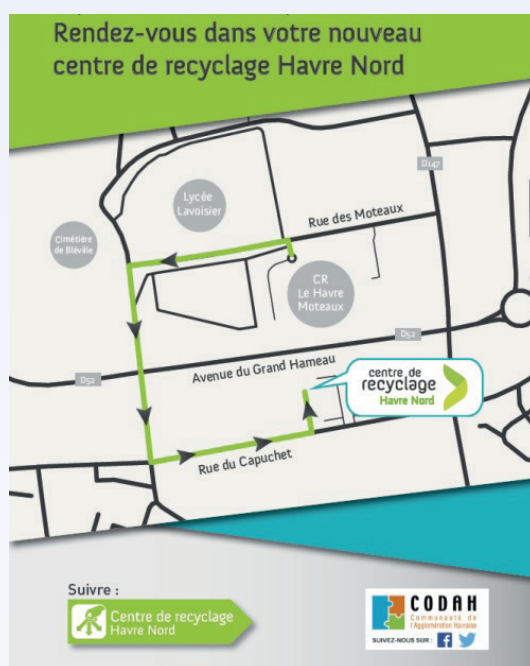 Rendez-vous dans votre nouveau
centre de recyclage Havre Nord
D147
Lycée
Lavoisier
Rue des Moteaux
Cimétière
de Bléville
CR
Le Havre
Moteaux
D52
Avenue du Grand Hameau
D52
centre de
recyclage
Havre Nord
Rue du Capuchet
Suivre :
Centre de recyclage
Havre Nord
CODAH
Communauté de
l'Agglomération Havraise
SUIVEZ-NOUS SUR :